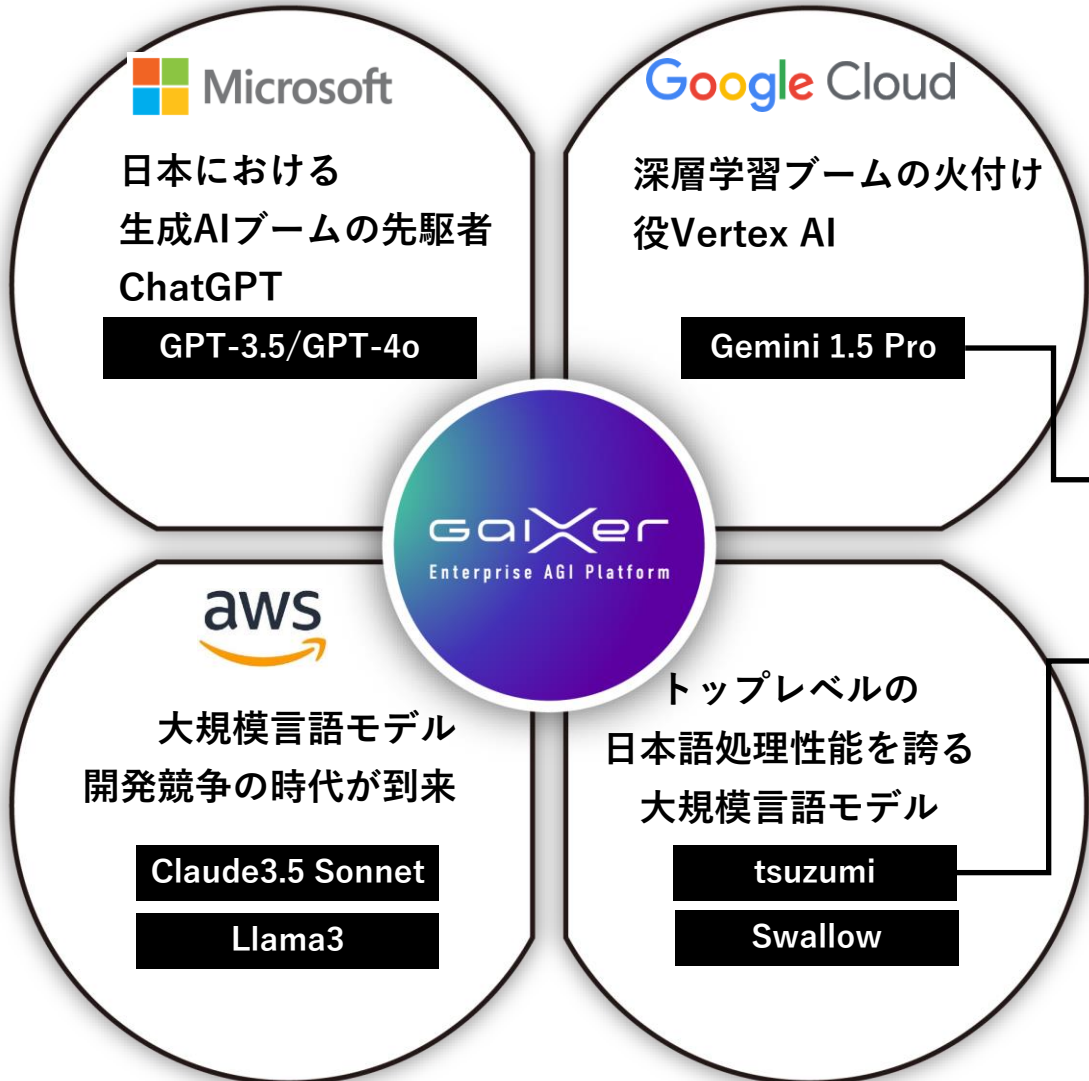 Microsoft
日本における
生成AIブームの先駆者
ChatGPT
GPT-3.5/GPT-4o
Google Cloud
深層学習ブームの火付け
役Vertex AI
Gemini 1.5 Pro
GaiXer
Enterprise AGI Platform
aws
大規模言語モデル
開発競争の時代が到来
Claude3.5 Sonnet
Llama3
トップレベルの
日本語処理性能を誇る
大規模言語モデル
tsuzumi
Swallow